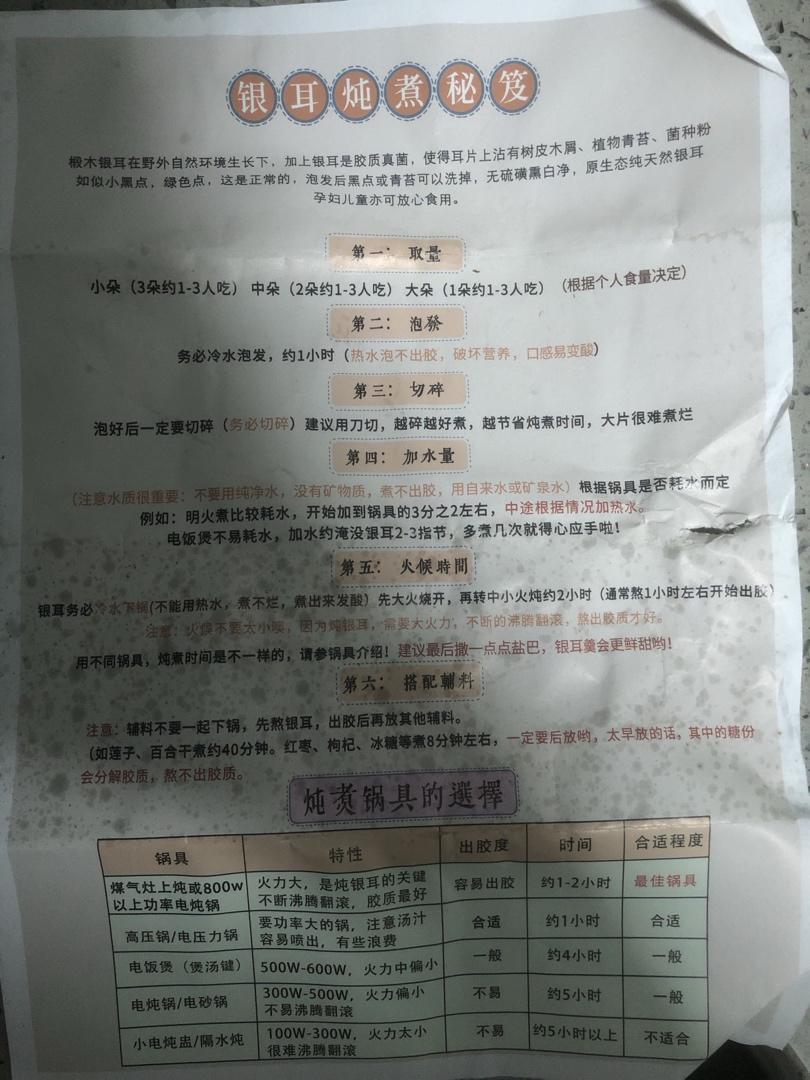 银耳炖煮秘笈
椴木银耳在野外自然环境生长下，加上银耳是胶质真菌，使得耳片上沾有树皮木屑、植物青苔、菌种粉
如似小黑点，绿色点，这是正常的，泡发后黑点或青苔可以洗掉，无硫磺熏白净，原生态纯天然银耳
孕妇儿童亦可放心食用。
第一：取量
小朵（3朵约1-3人吃） 中朵（2朵约1-3人吃） 大朵（1朵约1-3人吃）（根据个人食量决定）
第二：泡發
务必冷水泡发，约1小时（热水泡不出胶，破坏营养，口感易变酸）
第三：切碎
泡好后一定要切碎（务必切碎）建议用刀切，越碎越好煮，越节省炖煮时间，大片很难煮烂
第四：加水量
（注意水质很重要：不要用纯净水，没有矿物质，煮不出胶，用自来水或矿泉水）根据锅具是否耗水而定
例如：明火煮比较耗水，开始加到锅具的3分之2左右，中途根据情况加热水。
电饭煲不易耗水，加水约淹没银耳2-3指节，多煮几次就得心应手啦！
第五：火候時間
银耳务必冷水下锅(不能用热水，煮不烂，煮出来发酸）先大火烧开，再转中小火炖约2小时（通常熬1小时左右开始出胶）
注意：火候不要太小噢，因为炖银耳，需要大火力，不断的沸腾翻滚，熬出胶质才好。
用不同锅具，炖煮时间是不一样的，请参锅具介绍！建议最后撒一点点盐巴，银耳羹会更鲜甜哟！
第六：搭配輔料
注意：辅料不要一起下锅，先熬银耳，出胶后再放其他辅料。
（如莲子、百合干煮约40分钟。红枣、枸杞、冰糖等煮8分钟左右，一定要后放哟，太早放的话，其中的糖份
会分解胶质，熬不出胶质。
炖煮锅具的選擇
锅具 特性 出胶度 时间 合适程度
煤气灶上炖或800w 火力大，是炖银耳的关键 容易出胶 约1-2小时 最佳锅具
以上功率电炖锅 不断沸腾翻滚，胶质最好
高压锅/电压力锅 要功率大的锅，注意汤汁 合适 约1小时 合适
容易喷出，有些浪费
电饭煲（煲汤键） 500W-600W，火力中偏小 一般 约4小时 一般
电炖锅/电砂锅 300W-500W，火力偏小 不易 约5小时 一般
不易沸腾翻滚
小电炖盅/隔水炖 100W-300W，火力太小 不易 约5小时以上 不适合
很难沸腾翻滚